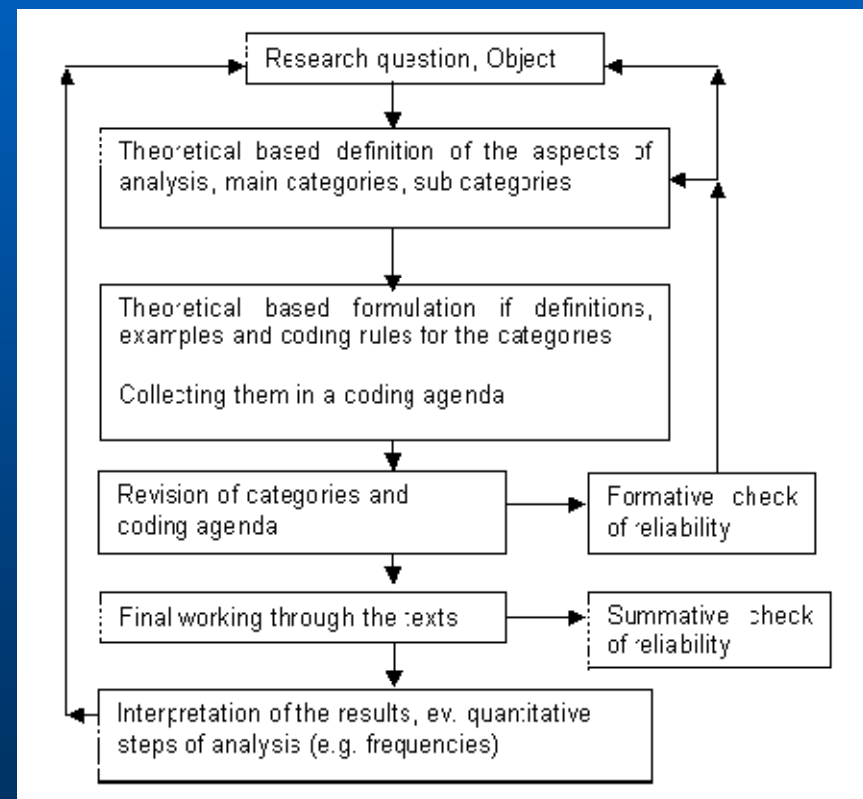 Research question, Object
Theoretical based definition of the aspects of
analysis, main categories, sub categories
Theoretical based formulation if definitions,
examples and coding rules for the categories
Collecting them in a coding agenda
Revision of categories and
coding agenda
Formative check
of reliability
Final working through the texts
Summative check
of reliability
Interpretation of the results, ev. quantitative
steps of analysis (e.g. frequencies)